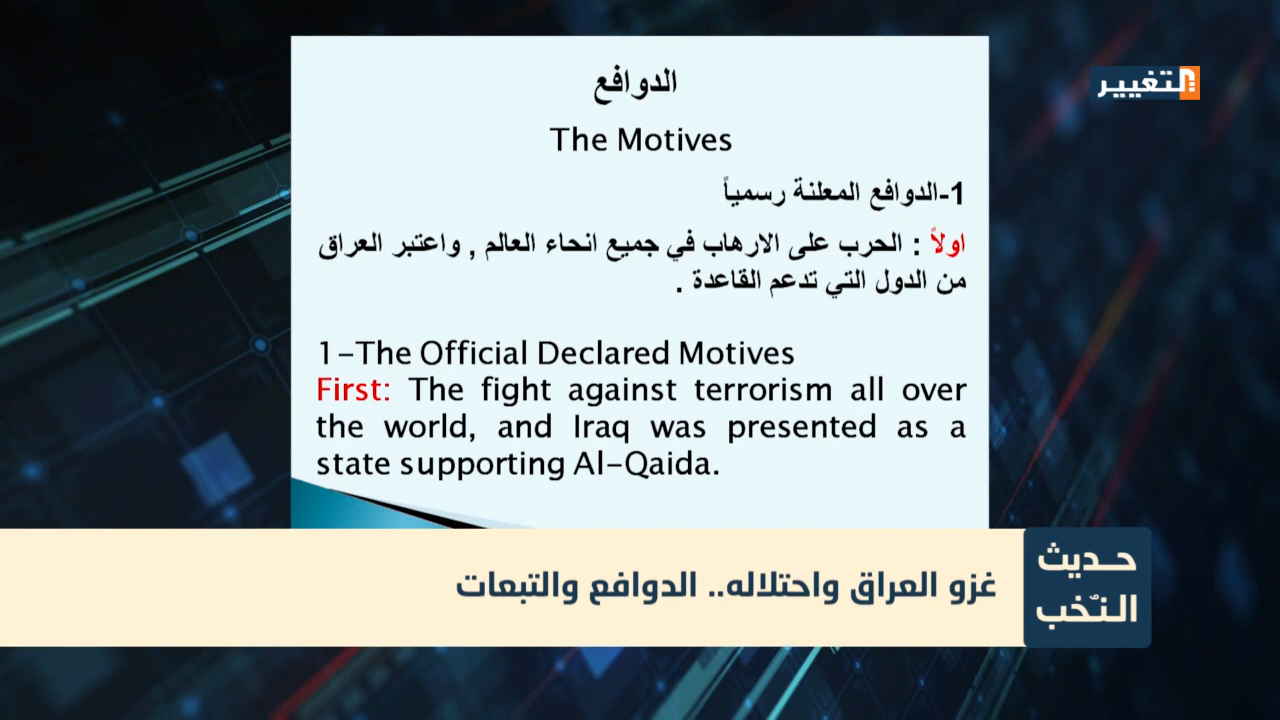 التغيير
الدوافع
The Motives
1-الدوافع المعلنة رسمياً
اولاً : الحرب على الارهاب في جميع انحاء العالم , واعتبر العراق
من الدول التي تدعم القاعدة .
1-The Official Declared Motives
First: The fight against terrorism all over
the world, and Iraq was presented as a
state supporting Al-Qaida.
حديث
النُخب
غزو العراق واحتلاله.. الدوافع والتبعات